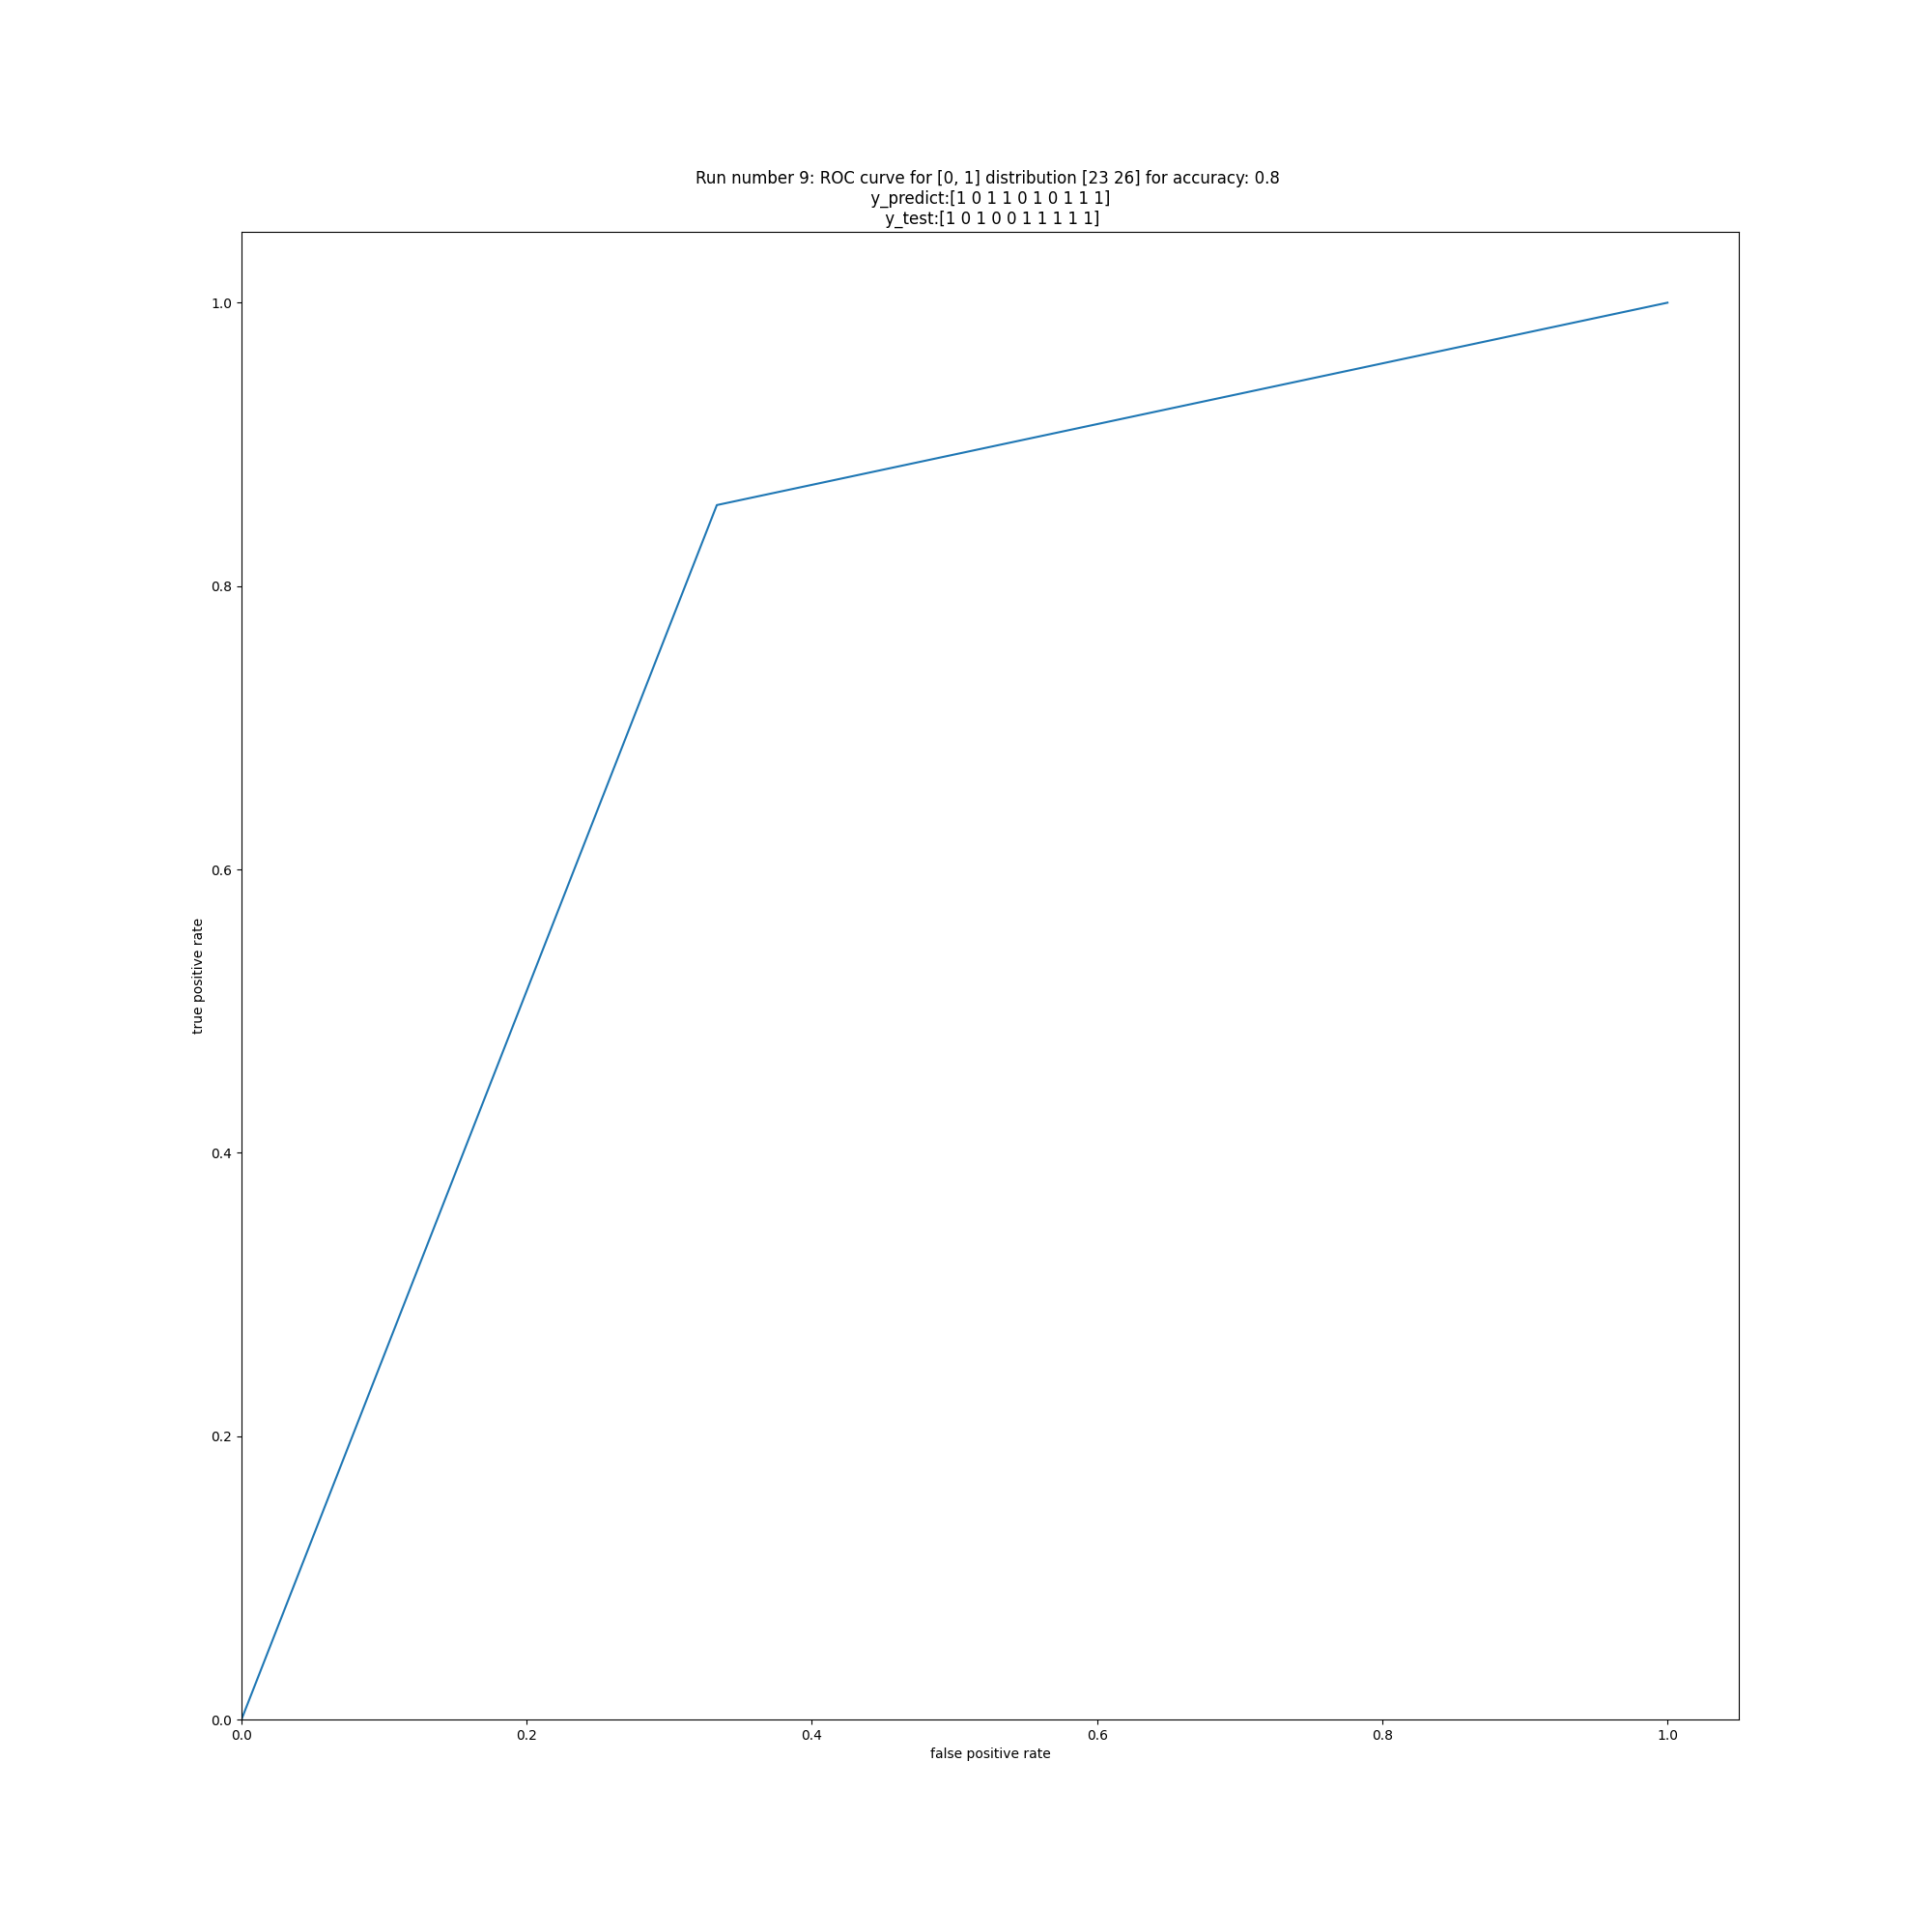 Run number 9: ROC curve for [0, 1] distribution [23 26] for accuracy: 0.8
y_predict:[1 0 1 1 0 1 0 1 1 1]
y_test:[1 0 1 0 0 1 1 1 1 1]
1.0
0.8
0.6
true positive rate
0.4
0.2
0.0
0.0 0.2 0.4 0.6 0.8 1.0
false positive rate